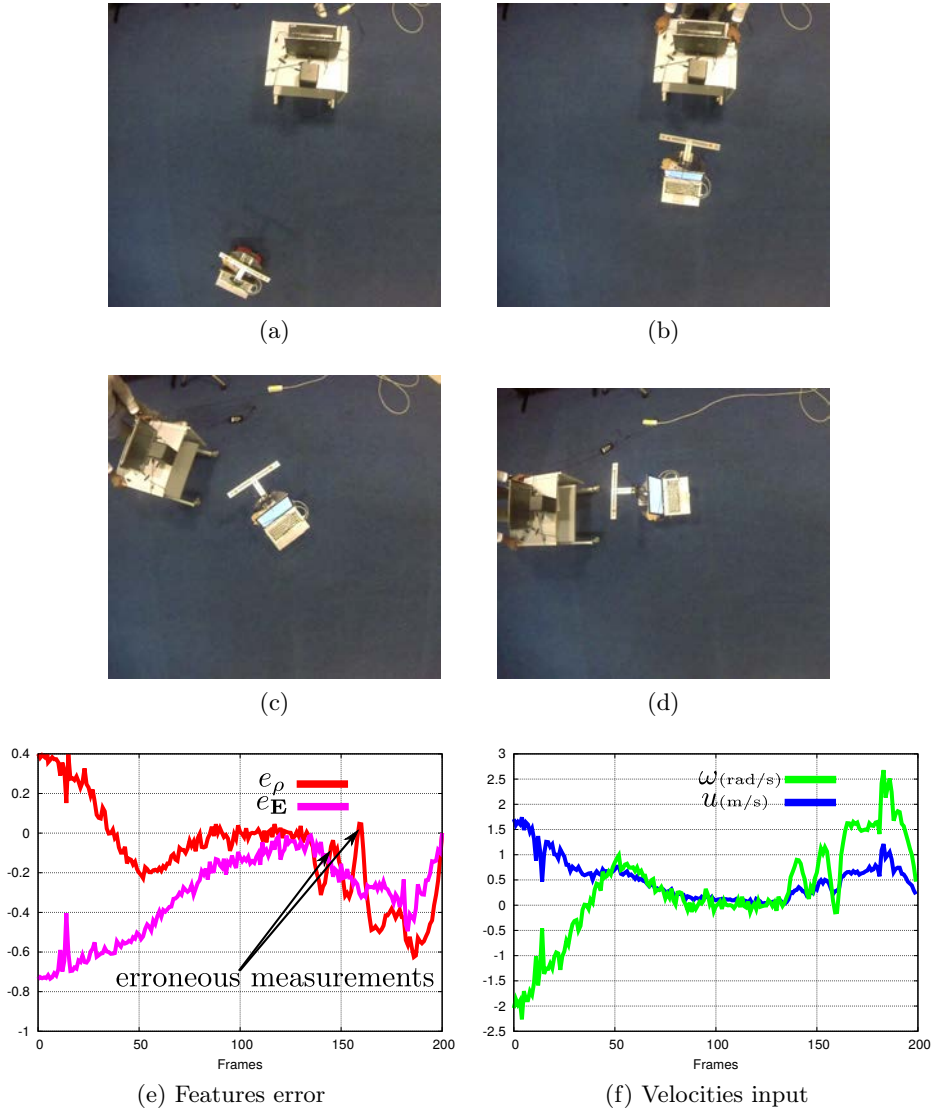 (a)
(b)
(c)
(d)
0.4
0.2
0
-0.2
-0.4
-0.6
-0.8
-1
0
50
100
150
200
Frames
e_ρ
e_E
erroneous measurements
(e) Features error
3
2.5
2
1.5
1
0.5
0
-0.5
-1
-1.5
-2
-2.5
0
50
100
150
200
Frames
ω(rad/s)
u(m/s)
(f) Velocities input